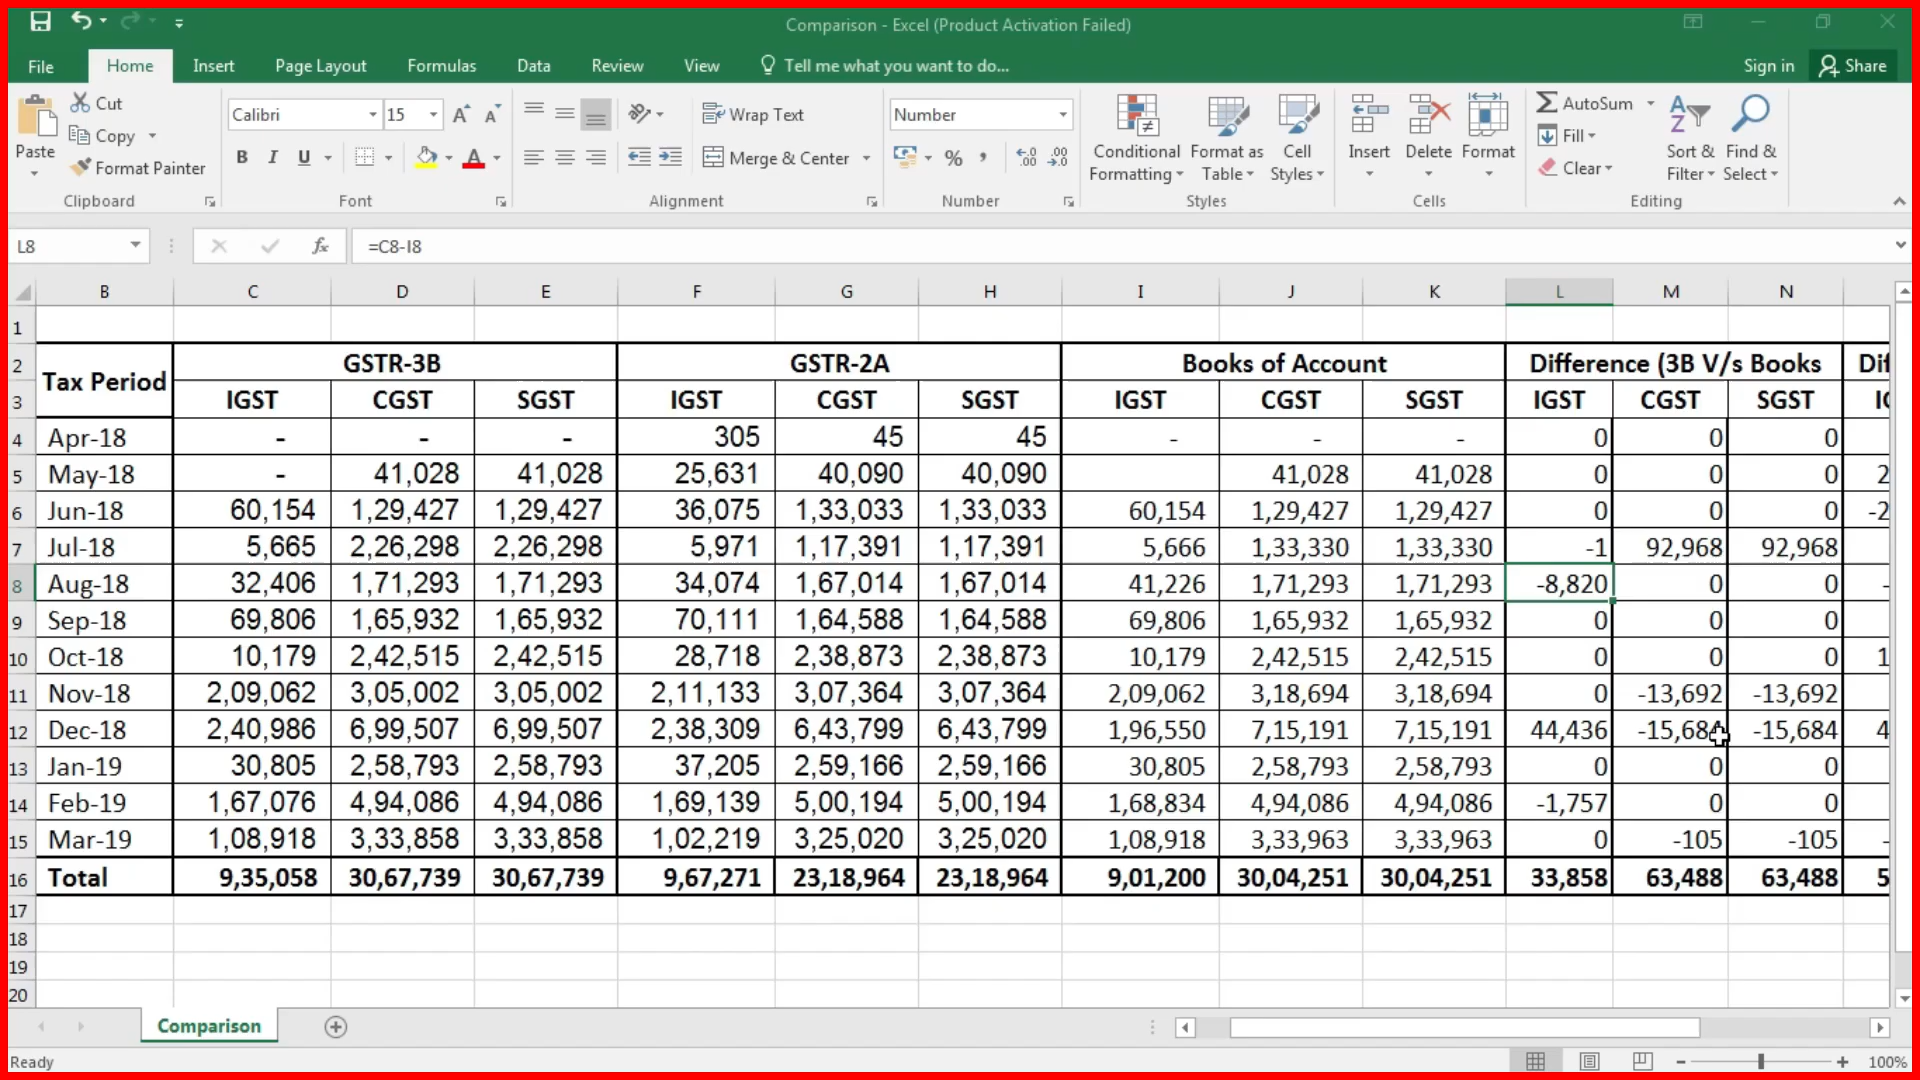 Comparison - Excel (Product Activation Failed)
File Home Insert Page Layout Formulas Data Review View Tell me what you want to do... Sign in Share
Paste
Cut
Copy
Format Painter
Clipboard
Calibri 15
B I U
Font
Wrap Text
Merge & Center
Alignment
Number
%
Number
Conditional Formatting
Format as Table
Cell Styles
Styles
Insert Delete Format
Cells
AutoSum
Fill
Clear
Sort & Filter
Find & Select
Editing
L8 fx =C8-I8
B C D E F G H I J K L M N
1
2 Tax Period GSTR-3B GSTR-2A Books of Account Difference (3B V/s Books
3 IGST CGST SGST IGST CGST SGST IGST CGST SGST IGST CGST SGST
4 Apr-18 - - - 305 45 45 - - - 0 0 0
5 May-18 - 41,028 41,028 25,631 40,090 40,090 41,028 41,028 0 0 0
6 Jun-18 60,154 1,29,427 1,29,427 36,075 1,33,033 1,33,033 60,154 1,29,427 1,29,427 0 0 0
7 Jul-18 5,665 2,26,298 2,26,298 5,971 1,17,391 1,17,391 5,666 1,33,330 1,33,330 -1 92,968 92,968
8 Aug-18 32,406 1,71,293 1,71,293 34,074 1,67,014 1,67,014 41,226 1,71,293 1,71,293 -8,820 0 0
9 Sep-18 69,806 1,65,932 1,65,932 70,111 1,64,588 1,64,588 69,806 1,65,932 1,65,932 0 0 0
10 Oct-18 10,179 2,42,515 2,42,515 28,718 2,38,873 2,38,873 10,179 2,42,515 2,42,515 0 0 0
11 Nov-18 2,09,062 3,05,002 3,05,002 2,11,133 3,07,364 3,07,364 2,09,062 3,18,694 3,18,694 0 -13,692 -13,692
12 Dec-18 2,40,986 6,99,507 6,99,507 2,38,309 6,43,799 6,43,799 1,96,550 7,15,191 7,15,191 44,436 -15,684 -15,684
13 Jan-19 30,805 2,58,793 2,58,793 37,205 2,59,166 2,59,166 30,805 2,58,793 2,58,793 0 0 0
14 Feb-19 1,67,076 4,94,086 4,94,086 1,69,139 5,00,194 5,00,194 1,68,834 4,94,086 4,94,086 -1,757 0 0
15 Mar-19 1,08,918 3,33,858 3,33,858 1,02,219 3,25,020 3,25,020 1,08,918 3,33,963 3,33,963 0 -105 -105
16 Total 9,35,058 30,67,739 30,67,739 9,67,271 23,18,964 23,18,964 9,01,200 30,04,251 30,04,251 33,858 63,488 63,488
17
18
19
20
Comparison
Ready 100%